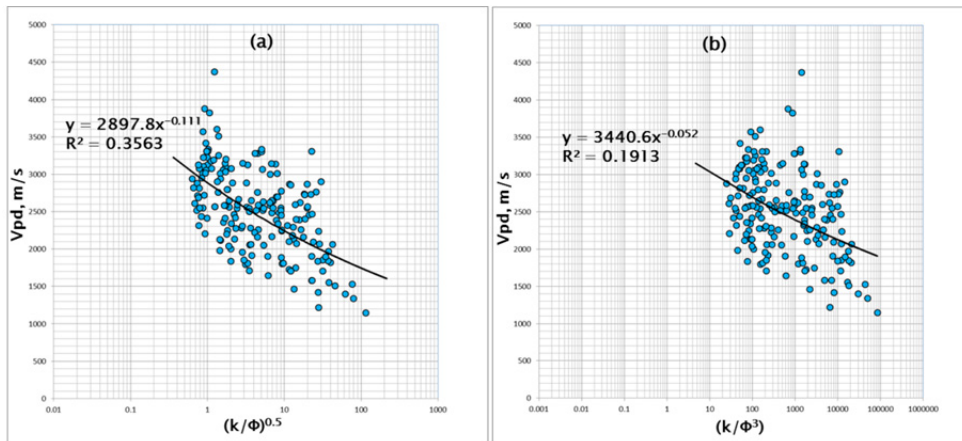 (a)
y = 2897.8x^−0.111
R² = 0.3563
Vpd, m/s
5000
4500
4000
3500
3000
2500
2000
1500
1000
500
0
0.01 0.1 1 10 100 1000
(k/Φ)^0.5
(b)
y = 3440.6x^−0.052
R² = 0.1913
Vpd, m/s
5000
4500
4000
3500
3000
2500
2000
1500
1000
500
0
0.001 0.01 0.1 1 10 100 1000 10000 100000 1000000
(k/Φ³)